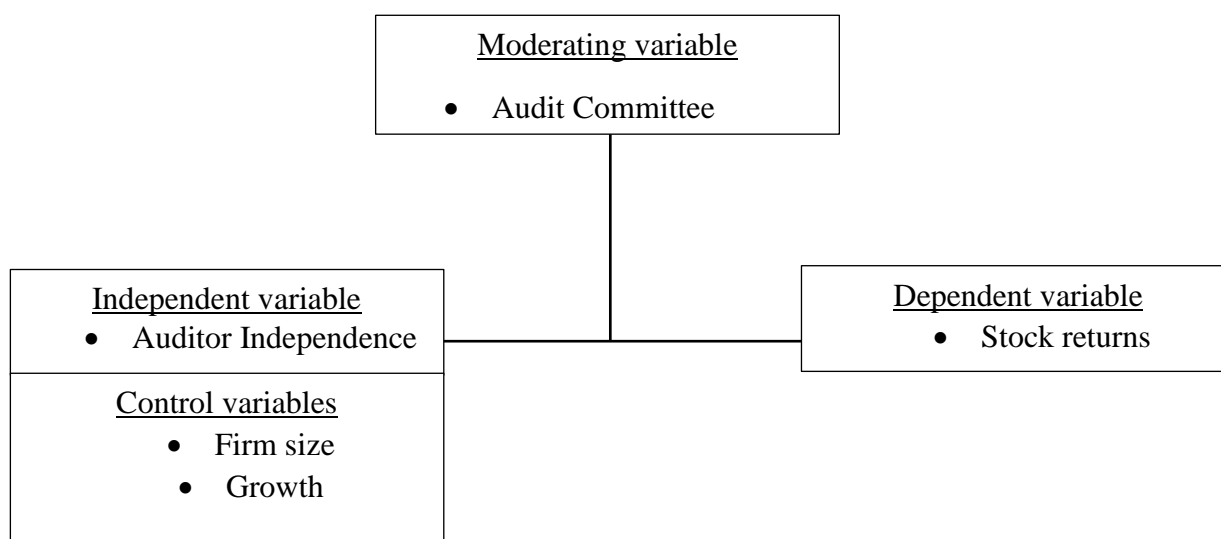 Moderating variable
• Audit Committee
Independent variable
• Auditor Independence
Dependent variable
• Stock returns
Control variables
• Firm size
• Growth